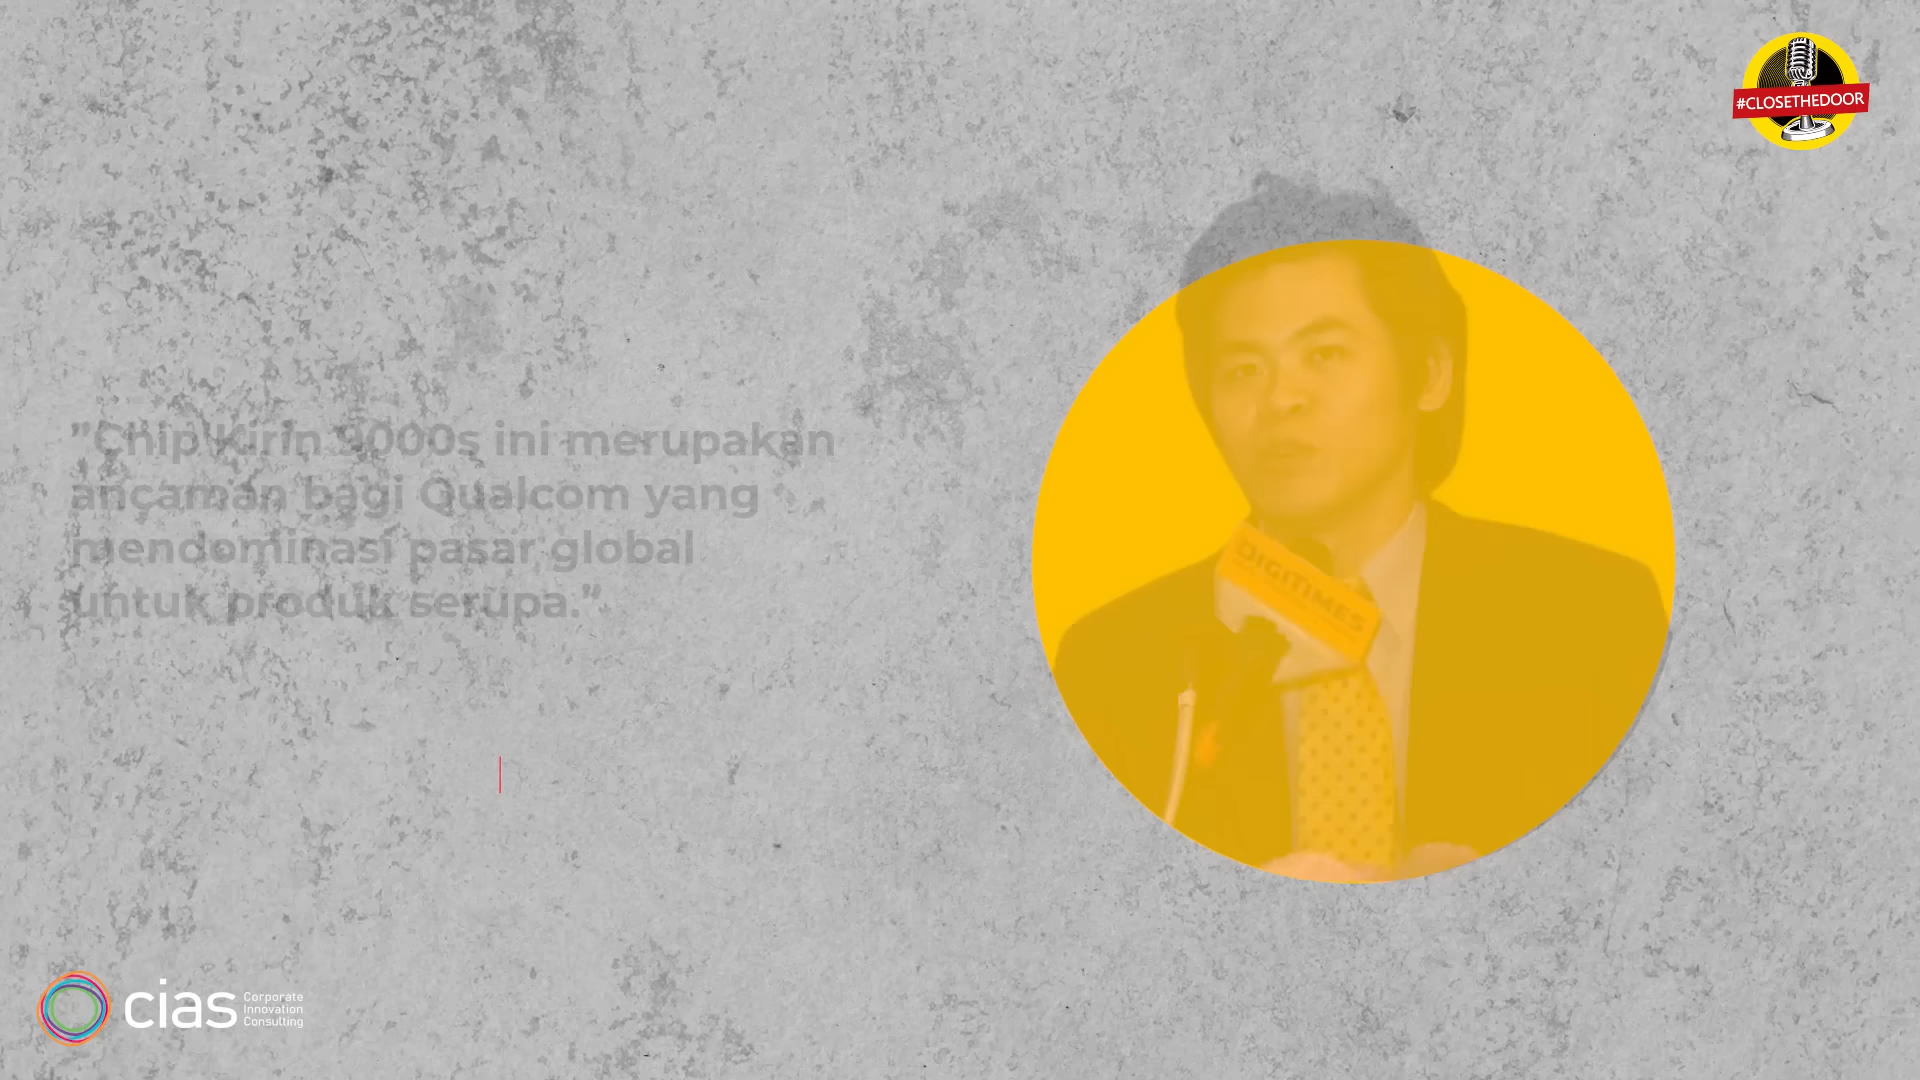 #CLOSETHEDOOR
"Chip Kirin 9000s ini merupakan
ancaman bagi Qualcom yang
mendominasi pasar global
untuk produk serupa."
DIGITIMES
cias
Corporate
Innovation
Consulting